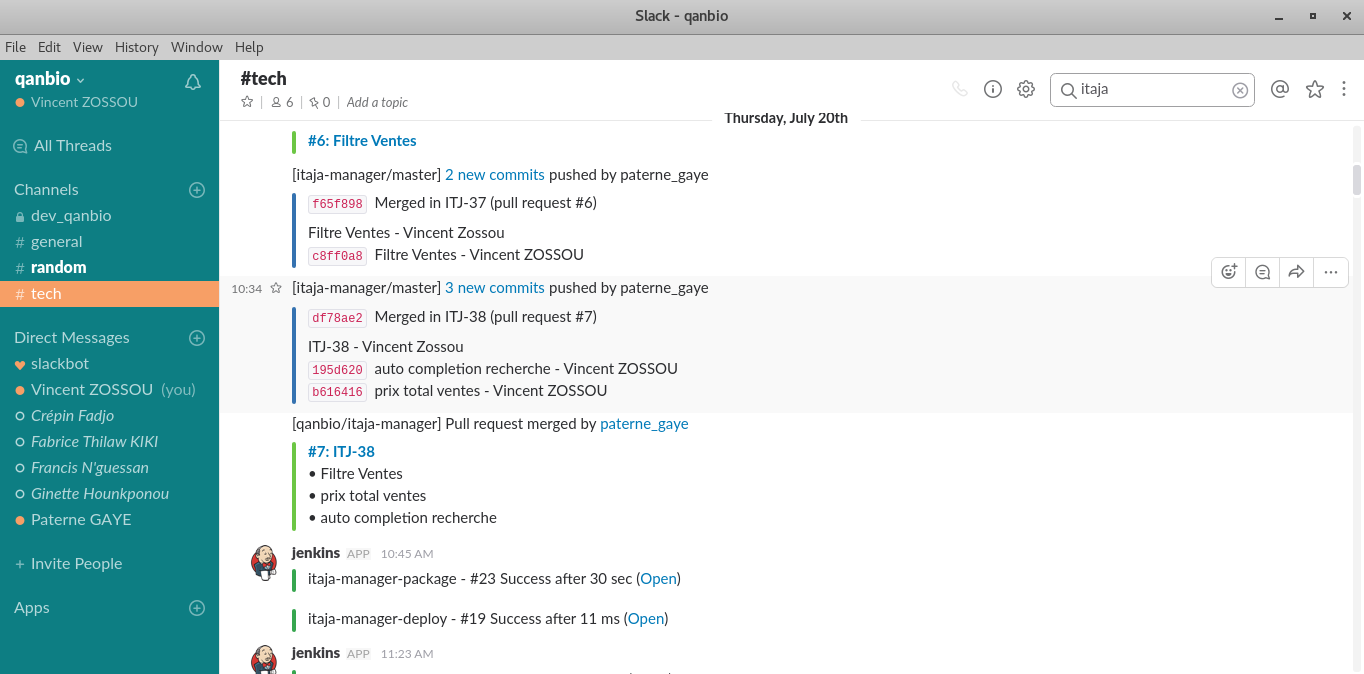 Slack - qanbio
File Edit View History Window Help
qanbio
Vincent ZOSSOU
All Threads
Channels
dev_qanbio
# general
# random
# tech
Direct Messages
slackbot
Vincent ZOSSOU (you)
Crépin Fadjo
Fabrice Thilaw KIKI
Francis N'guessan
Ginette Hounkponou
Paterne GAYE
+ Invite People
Apps
#tech
6 | 0 | Add a topic
itaja
Thursday, July 20th
#6: Filtre Ventes
[itaja-manager/master] 2 new commits pushed by paterne_gaye
f65f898 Merged in ITJ-37 (pull request #6)
Filtre Ventes - Vincent Zossou
c8ff0a8 Filtre Ventes - Vincent ZOSSOU
10:34 [itaja-manager/master] 3 new commits pushed by paterne_gaye
df78ae2 Merged in ITJ-38 (pull request #7)
ITJ-38 - Vincent Zossou
195d620 auto completion recherche - Vincent ZOSSOU
b616416 prix total ventes - Vincent ZOSSOU
[qanbio/itaja-manager] Pull request merged by paterne_gaye
#7: ITJ-38
• Filtre Ventes
• prix total ventes
• auto completion recherche
jenkins APP 10:45 AM
itaja-manager-package - #23 Success after 30 sec (Open)
itaja-manager-deploy - #19 Success after 11 ms (Open)
jenkins APP 11:23 AM